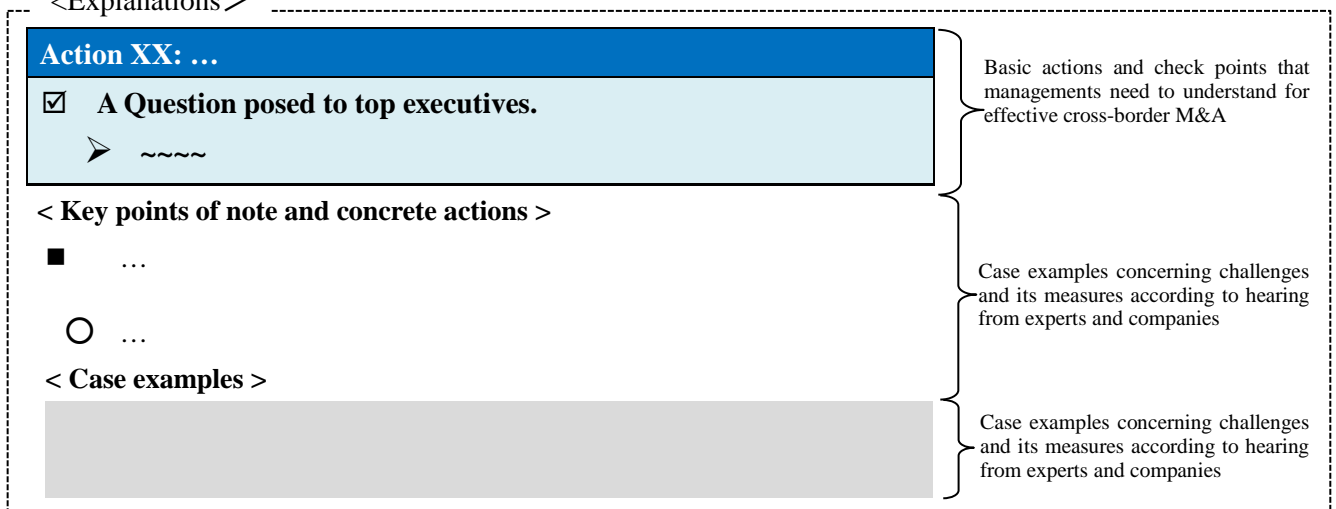 <Explanations＞
Action XX: …
☑ A Question posed to top executives.
➢ ~~~~
Basic actions and check points that
managements need to understand for
effective cross-border M&A
< Key points of note and concrete actions >
■ …
○ …
Case examples concerning challenges
and its measures according to hearing
from experts and companies
< Case examples >
Case examples concerning challenges
and its measures according to hearing
from experts and companies